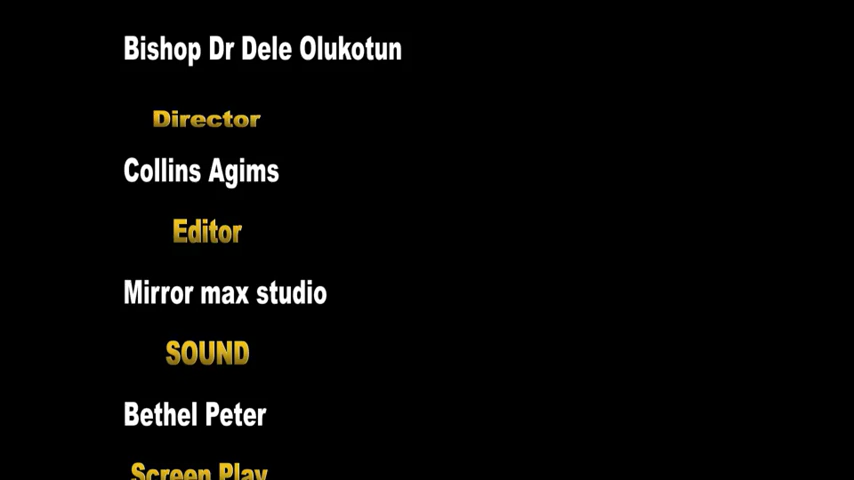 Bishop Dr Dele Olukotun
Director
Collins Agims
Editor
Mirror max studio
SOUND
Bethel Peter
Screen Play